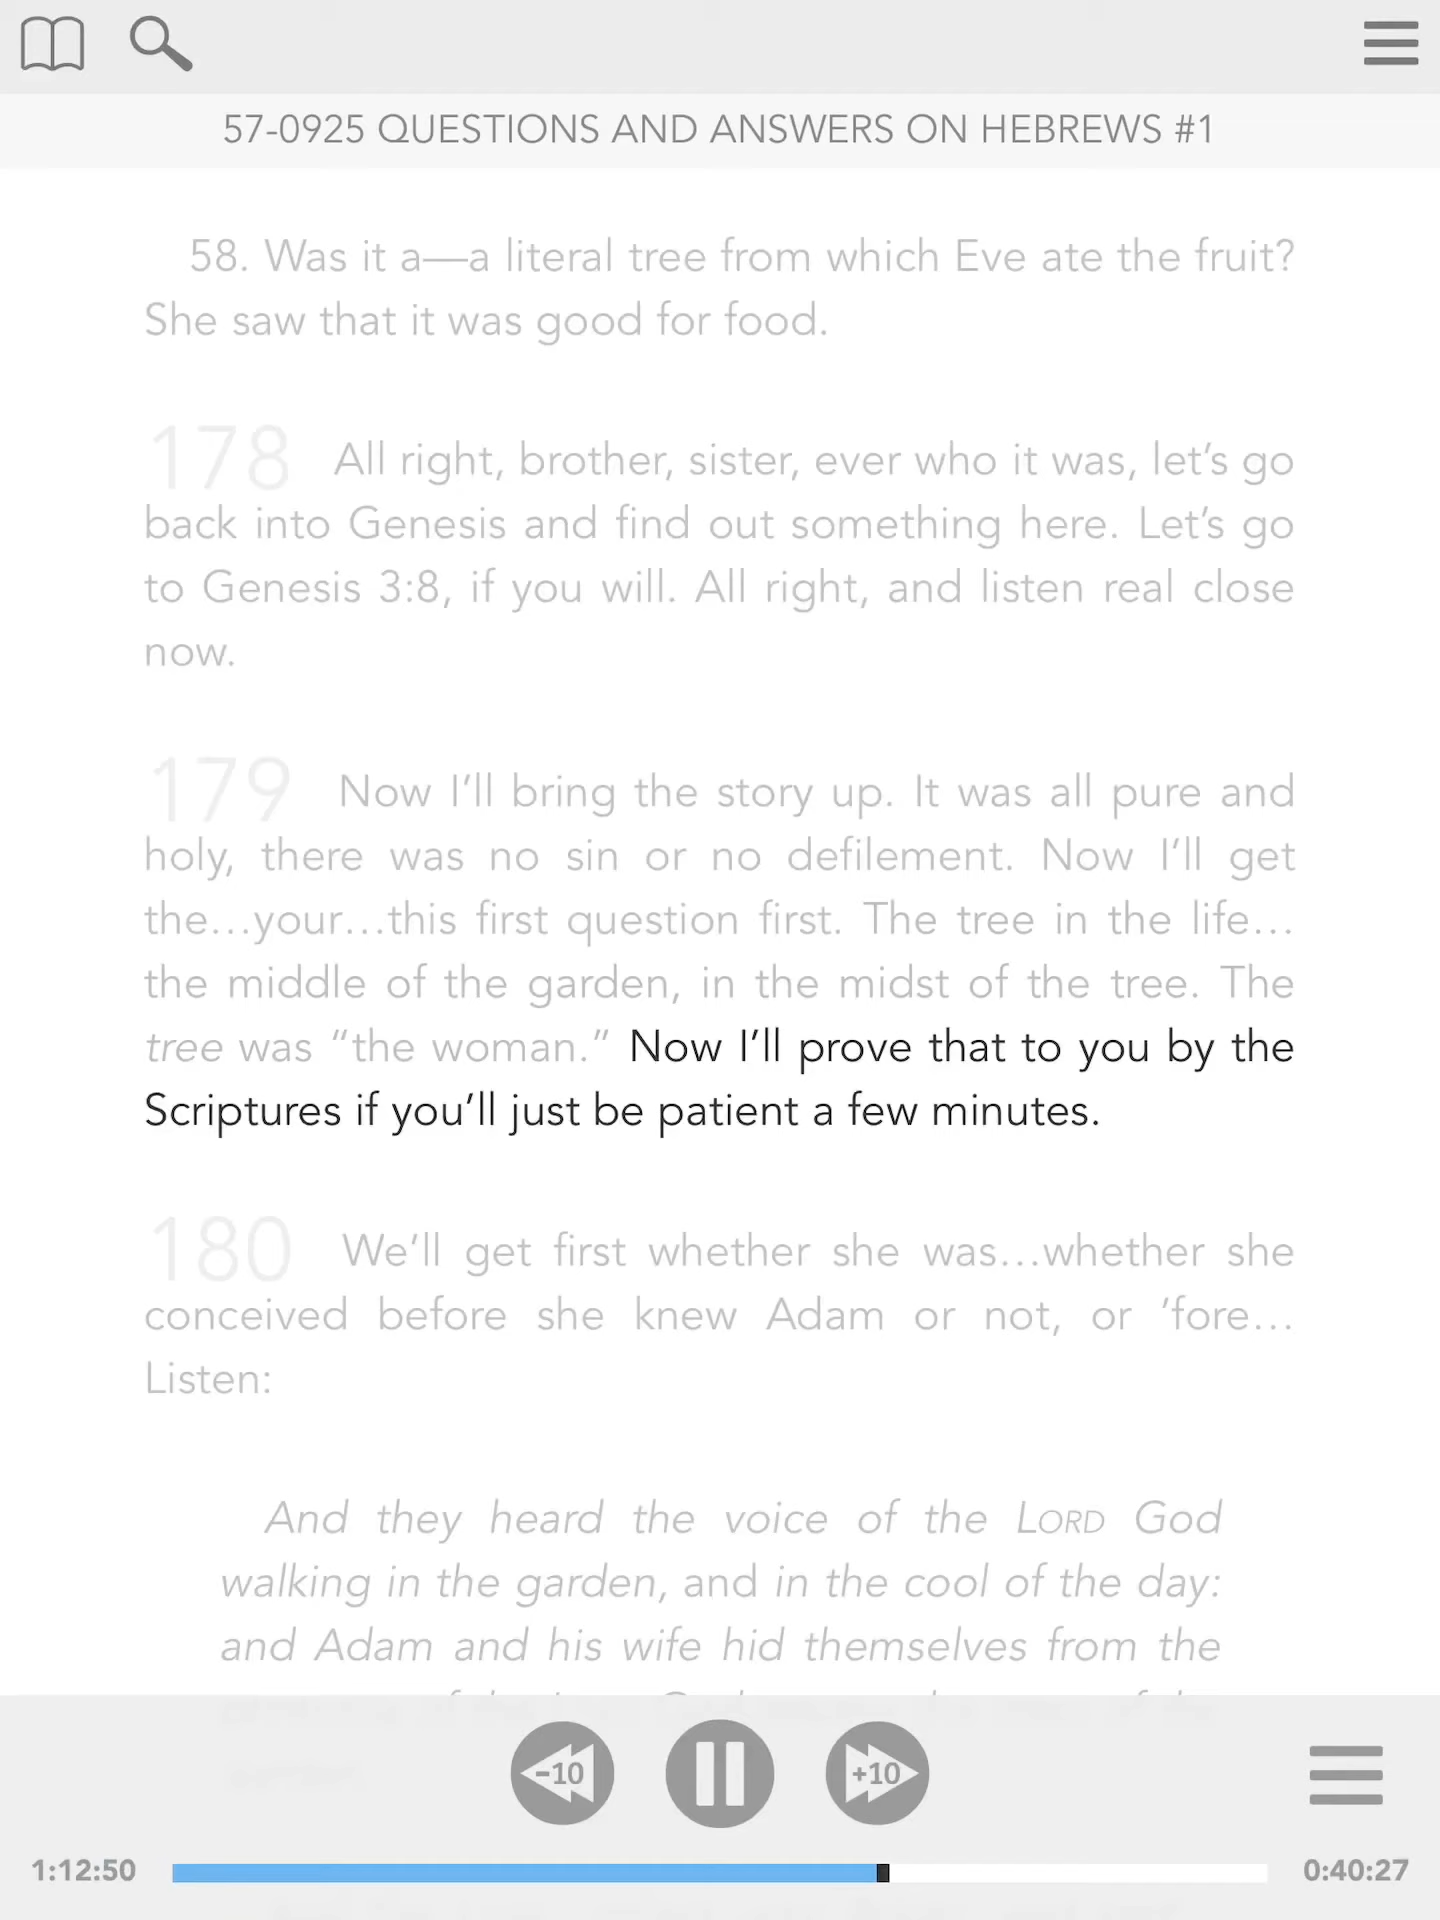 57-0925 QUESTIONS AND ANSWERS ON HEBREWS #1
58. Was it a—a literal tree from which Eve ate the fruit?
She saw that it was good for food.
178 All right, brother, sister, ever who it was, let’s go
back into Genesis and find out something here. Let’s go
to Genesis 3:8, if you will. All right, and listen real close
now.
179 Now I’ll bring the story up. It was all pure and
holy, there was no sin or no defilement. Now I’ll get
the…your…this first question first. The tree in the life…
the middle of the garden, in the midst of the tree. The
tree was “the woman.” Now I’ll prove that to you by the
Scriptures if you’ll just be patient a few minutes.
180 We’ll get first whether she was…whether she
conceived before she knew Adam or not, or ’fore…
Listen:
And they heard the voice of the LORD God
walking in the garden, and in the cool of the day:
and Adam and his wife hid themselves from the
-10 +10
1:12:50 0:40:27